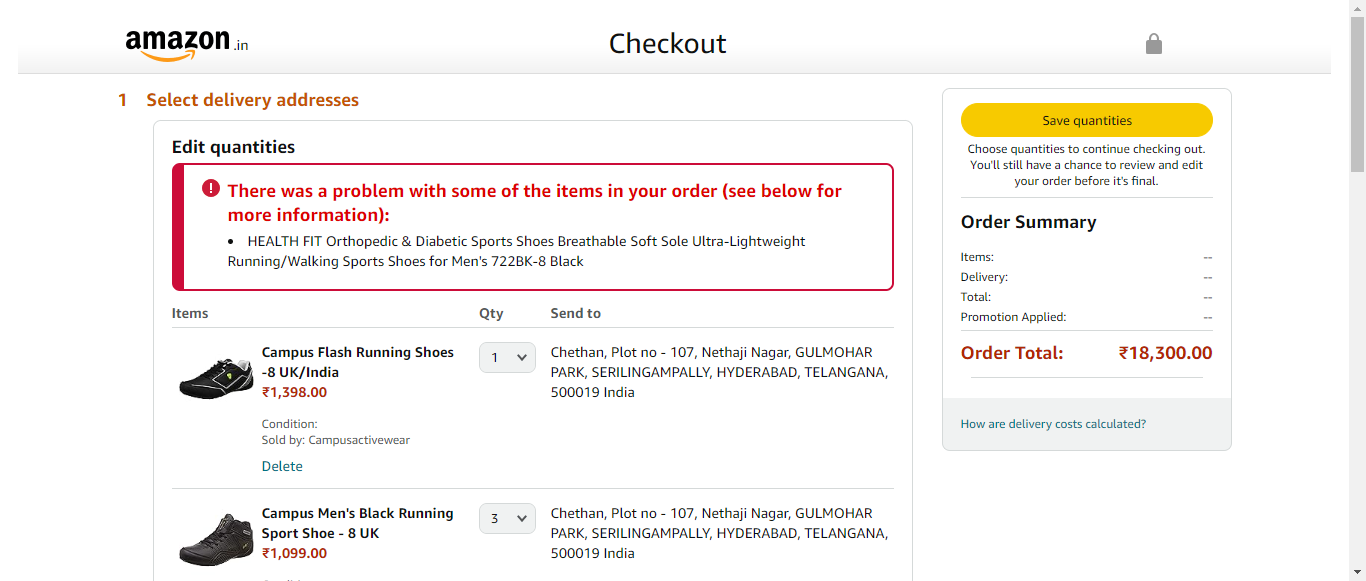 amazon.in
Checkout
1 Select delivery addresses
Edit quantities
There was a problem with some of the items in your order (see below for
more information):
• HEALTH FIT Orthopedic & Diabetic Sports Shoes Breathable Soft Sole Ultra-Lightweight
Running/Walking Sports Shoes for Men's 722BK-8 Black
Items Qty Send to
Campus Flash Running Shoes
-8 UK/India
₹1,398.00
Condition:
Sold by: Campusactivewear
Delete
1
Chethan, Plot no - 107, Nethaji Nagar, GULMOHAR
PARK, SERILINGAMPALLY, HYDERABAD, TELANGANA,
500019 India
Campus Men's Black Running
Sport Shoe - 8 UK
₹1,099.00
3
Chethan, Plot no - 107, Nethaji Nagar, GULMOHAR
PARK, SERILINGAMPALLY, HYDERABAD, TELANGANA,
500019 India
Save quantities
Choose quantities to continue checking out.
You'll still have a chance to review and edit
your order before it's final.
Order Summary
Items: --
Delivery: --
Total: --
Promotion Applied: --
Order Total: ₹18,300.00
How are delivery costs calculated?